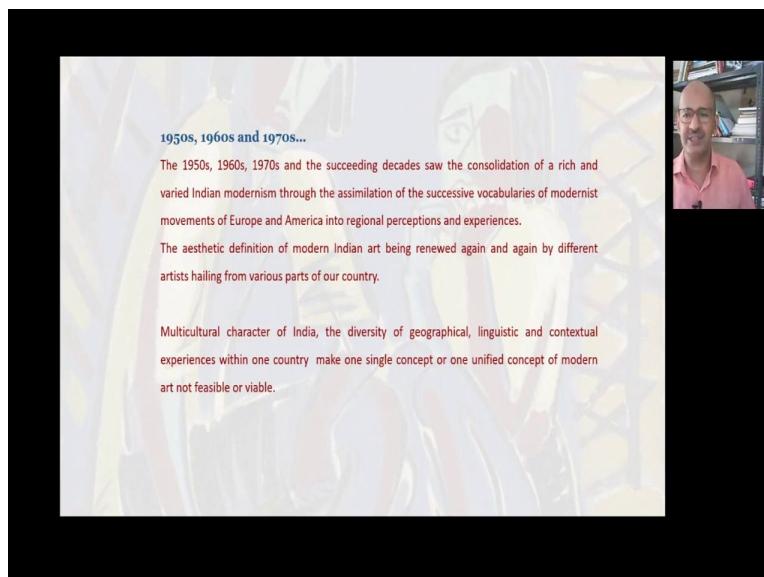 1950s, 1960s and 1970s...
The 1950s, 1960s, 1970s and the succeeding decades saw the consolidation of a rich and
varied Indian modernism through the assimilation of the successive vocabularies of modernist
movements of Europe and America into regional perceptions and experiences.
The aesthetic definition of modern Indian art being renewed again and again by different
artists hailing from various parts of our country.
Multicultural character of India, the diversity of geographical, linguistic and contextual
experiences within one country make one single concept or one unified concept of modern
art not feasible or viable.